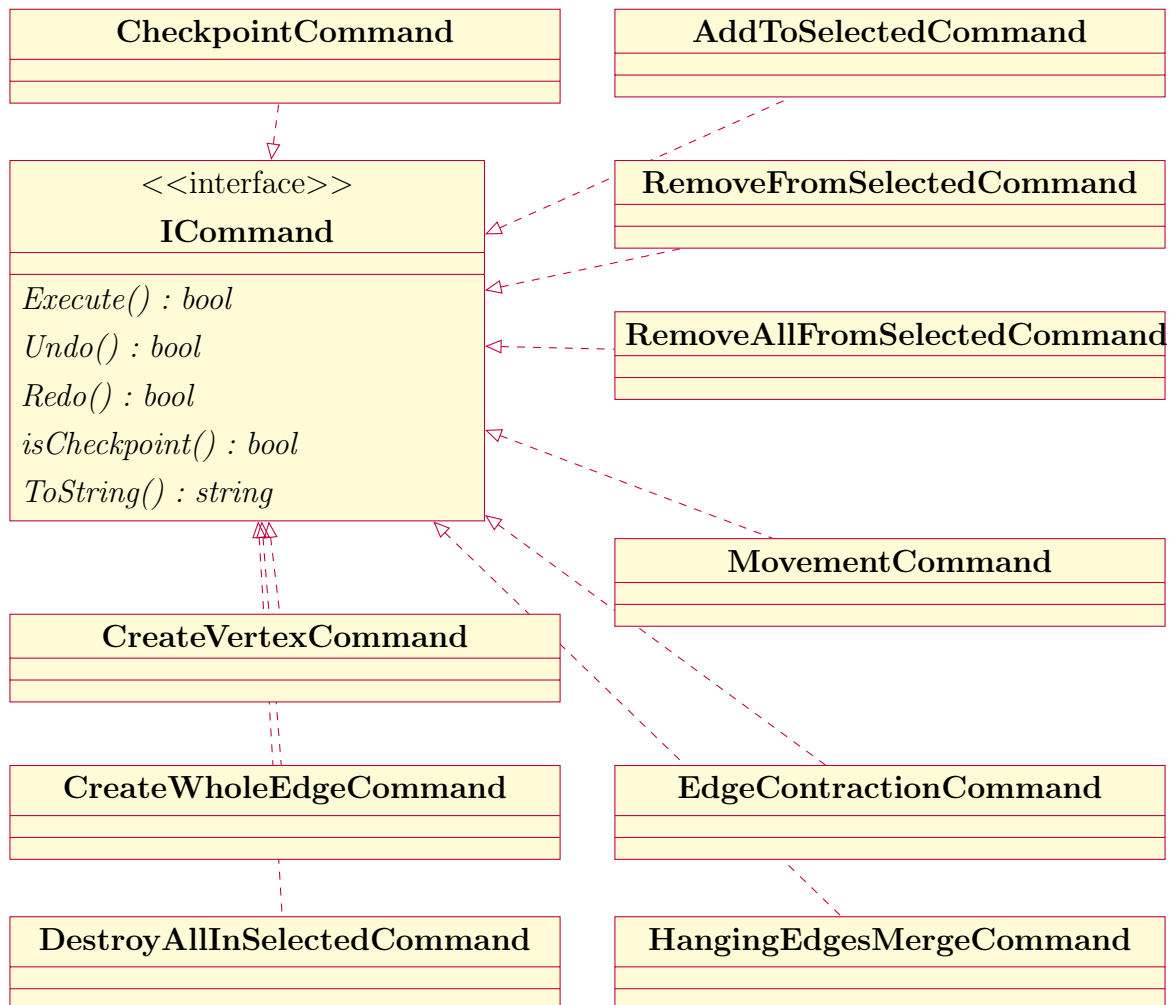 CheckpointCommand
AddToSelectedCommand
<<interface>>
ICommand
Execute() : bool
Undo() : bool
Redo() : bool
isCheckpoint() : bool
ToString() : string
RemoveFromSelectedCommand
RemoveAllFromSelectedCommand
MovementCommand
CreateVertexCommand
CreateWholeEdgeCommand
EdgeContractionCommand
DestroyAllInSelectedCommand
HangingEdgesMergeCommand